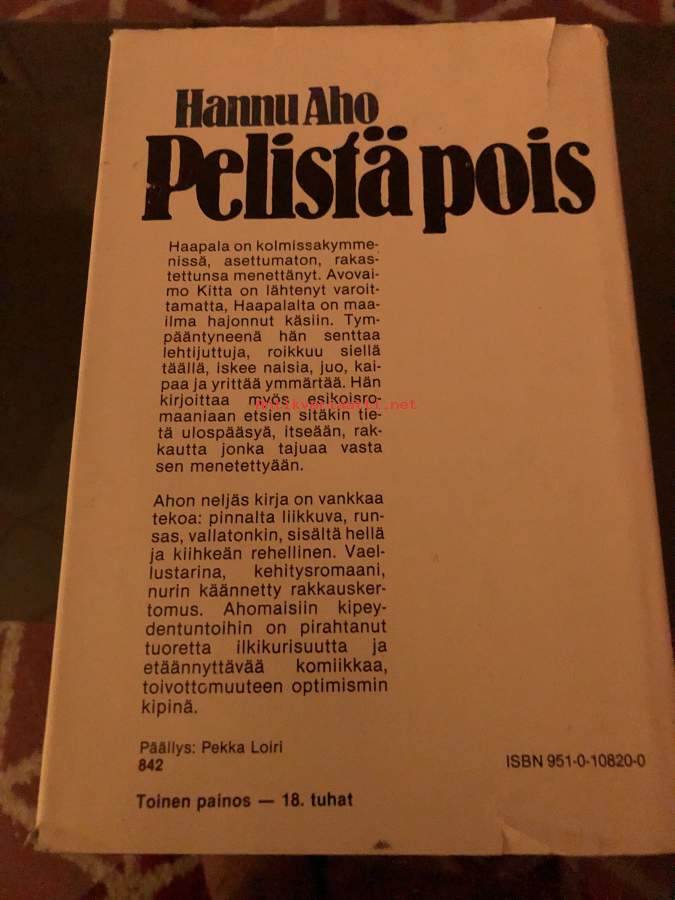 Hannu Aho
Pelistä pois
Haapala on kolmissakymme-
nissä, asettumaton, rakas-
tettunsa menettänyt. Avovai-
mo Kitta on lähtenyt varoit-
tamatta, Haapalalta on maa-
ilma hajonnut käsiin. Tym-
pääntyneenä hän senttaa
lehtijuttuja, roikkuu siellä
täällä, iskee naisia, juo, kai-
paa ja yrittää ymmärtää. Hän
kirjoittaa myös esikoisro-
maaniaan etsien sitäkin tie-
tä ulospääsyä, itseään, rak-
kautta jonka tajuaa vasta
sen menetettyään.
Ahon neljäs kirja on vankkaa
tekoa: pinnalta liikkuva, run-
sas, vallatonkin, sisältä hellä
ja kiihkeän rehellinen. Vael-
lustarina, kehitysromaani,
nurin käännetty rakkausker-
tomus. Ahomaisiin kipey-
dentuntoihin on pirahtanut
tuoretta ilkikurisuutta ja
etäännyttävää komiikkaa,
toivottomuuteen optimismin
kipinä.
Päällys: Pekka Loiri
842
ISBN 951-0-10820-0
Toinen painos — 18. tuhat